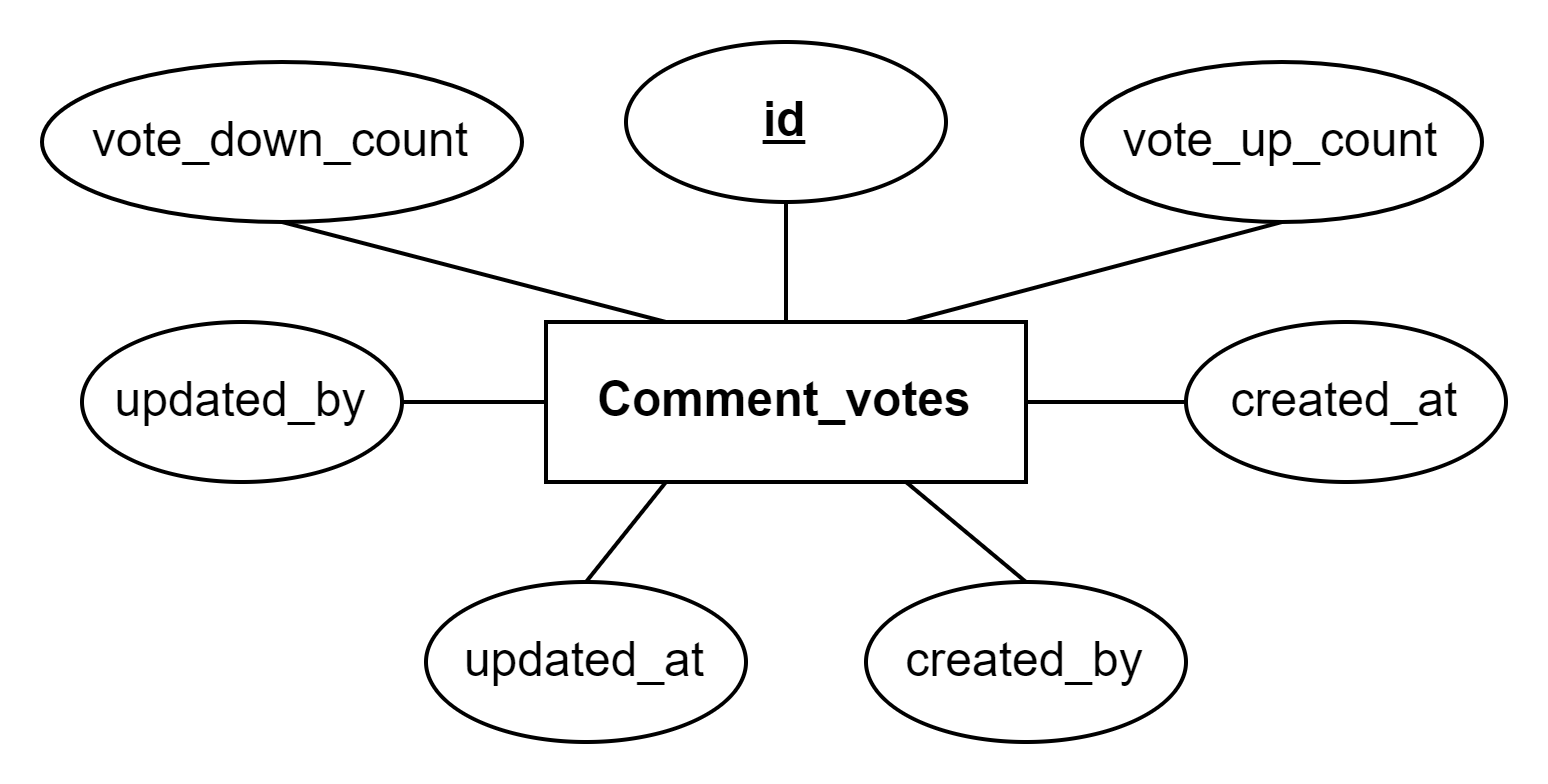 id
vote_down_count
vote_up_count
updated_by
Comment_votes
created_at
updated_at
created_by